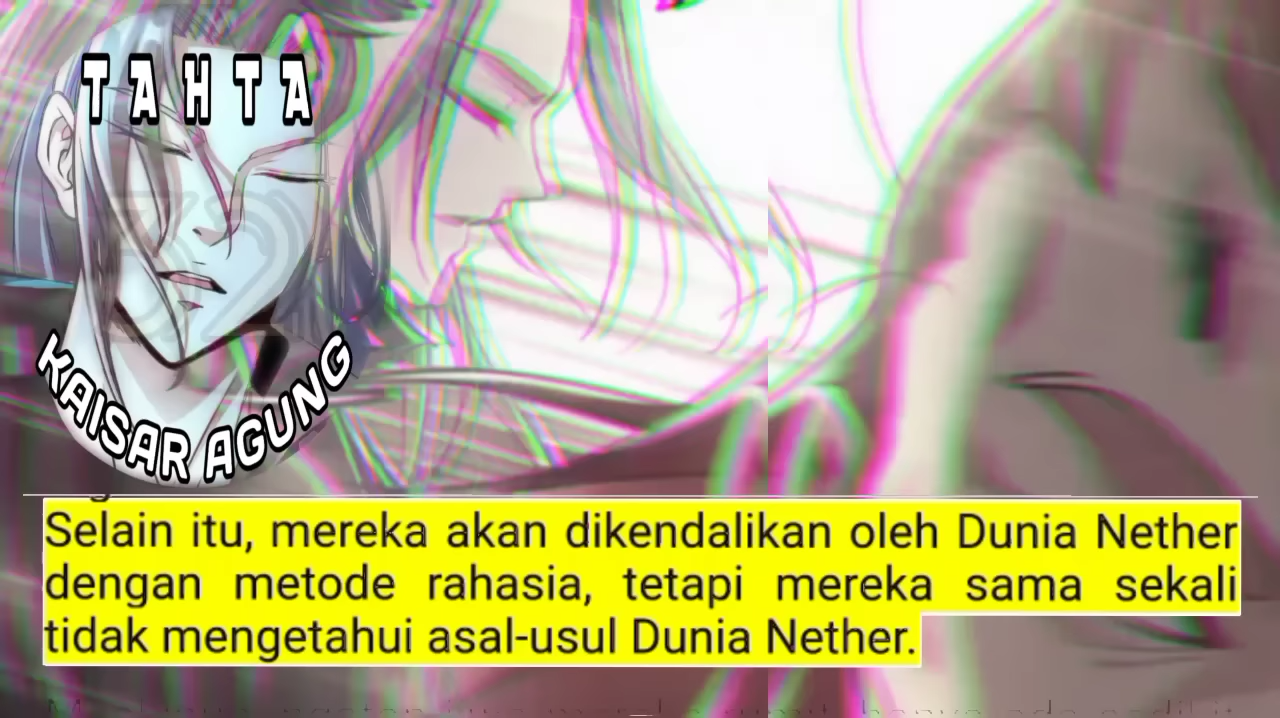 TAHTA
KAISAR AGUNG
Selain itu, mereka akan dikendalikan oleh Dunia Nether
dengan metode rahasia, tetapi mereka sama sekali
tidak mengetahui asal-usul Dunia Nether.